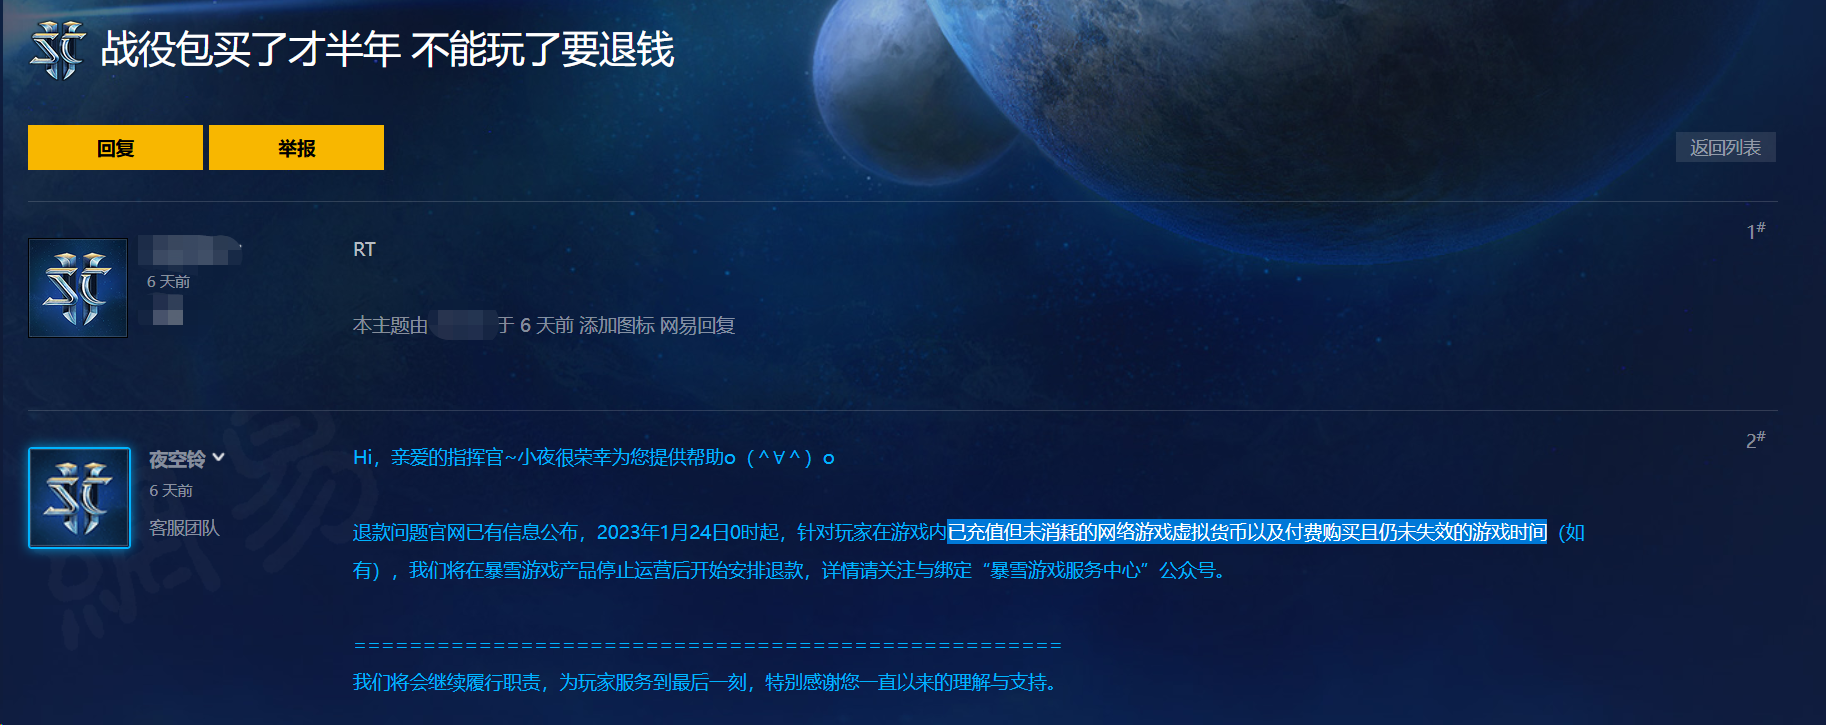 战役包买了才半年 不能玩了要退钱
回复
举报
返回列表
1#
6 天前
RT
本主题由
于 6 天前 添加图标 网易回复
2#
夜空铃
6 天前
客服团队
Hi，亲爱的指挥官~小夜很荣幸为您提供帮助o（^∀^）o
退款问题官网已有信息公布，2023年1月24日0时起，针对玩家在游戏内已充值但未消耗的网络游戏虚拟货币以及付费购买且仍未失效的游戏时间（如
有），我们将在暴雪游戏产品停止运营后开始安排退款，详情请关注与绑定“暴雪游戏服务中心”公众号。
===================================================
我们将会继续履行职责，为玩家服务到最后一刻，特别感谢您一直以来的理解与支持。
網易